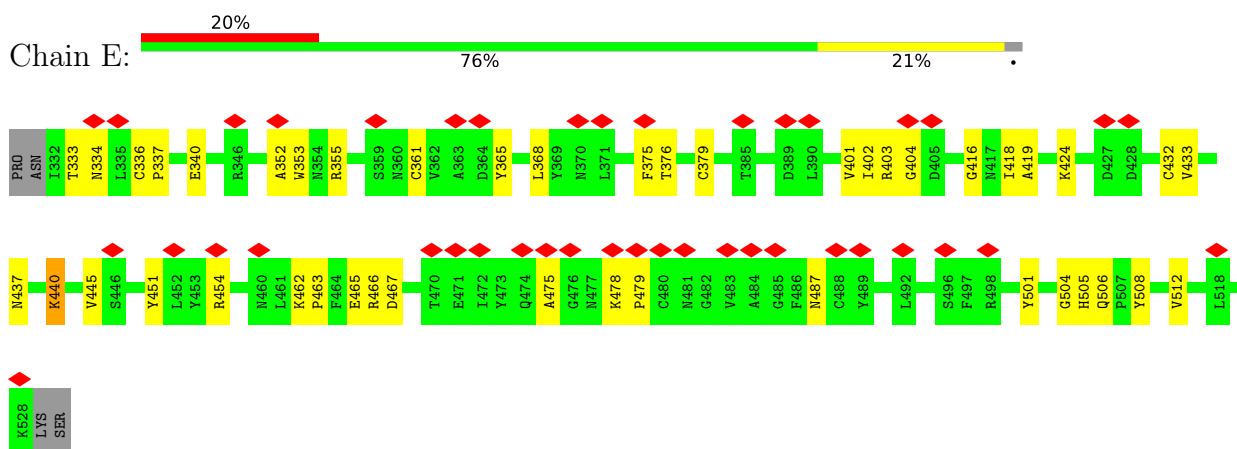 20%
Chain E:
76% 21% •
PRO ASN I332 T333 N334 L335 C336 P337 E340 R346 A352 W353 N354 R355 S359 N360 C361 V362 A363 D364 Y365 L368 Y369 N370 L371 F375 T376 C379 T385 D389 L390 V401 I402 R403 G404 D405 G416 N417 I418 A419 K424 D427 D428 C432 V433
N437 K440 V445 S446 Y451 L452 Y453 R454 N460 L461 K462 P463 F464 E465 R466 D467 T470 E471 I472 Y473 Q474 A475 G476 N477 K478 P479 C480 N481 G482 V483 A484 G485 F486 N487 C488 Y489 L492 S496 F497 R498 Y501 G504 H505 Q506 P507 Y508 V512 L518
K528 LYS SER